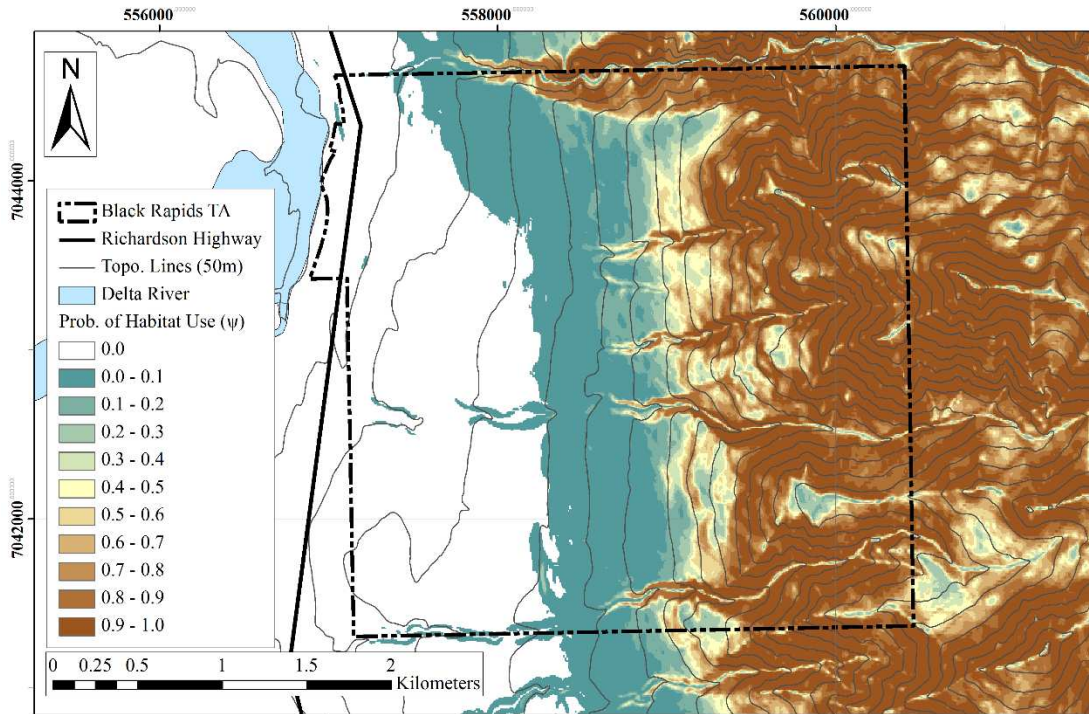 556000
558000
560000
N
7044000
7042000
Black Rapids TA
Richardson Highway
Topo. Lines (50m)
Delta River
Prob. of Habitat Use (ψ)
0.0
0.0 - 0.1
0.1 - 0.2
0.2 - 0.3
0.3 - 0.4
0.4 - 0.5
0.5 - 0.6
0.6 - 0.7
0.7 - 0.8
0.8 - 0.9
0.9 - 1.0
0 0.25 0.5 1 1.5 2
Kilometers